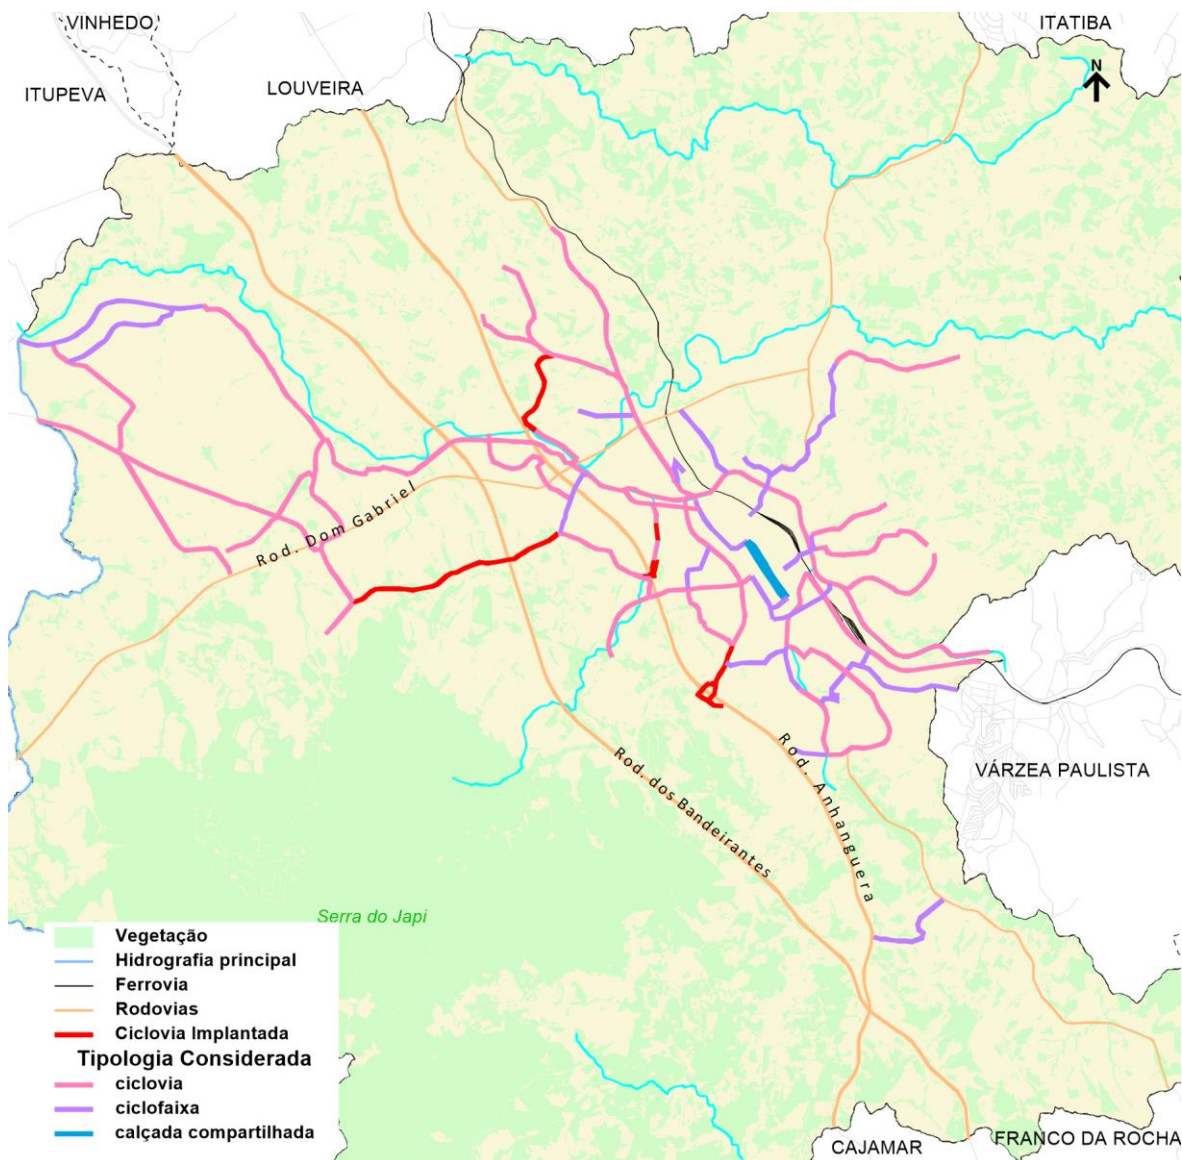 VINHEDO
ITATIBA
N
LOUVEIRA
ITUPEVA
Rod. Dom Gabriel
Rod. dos Bandeirantes
Rod. Anhanguera
VÁRZEA PAULISTA
Serra do Japi
Vegetação
Hidrografia principal
Ferrovia
Rodovias
Ciclovia Implantada
Tipologia Considerada
ciclovia
ciclofaixa
calçada compartilhada
CAJAMAR
FRANCO DA ROCHA